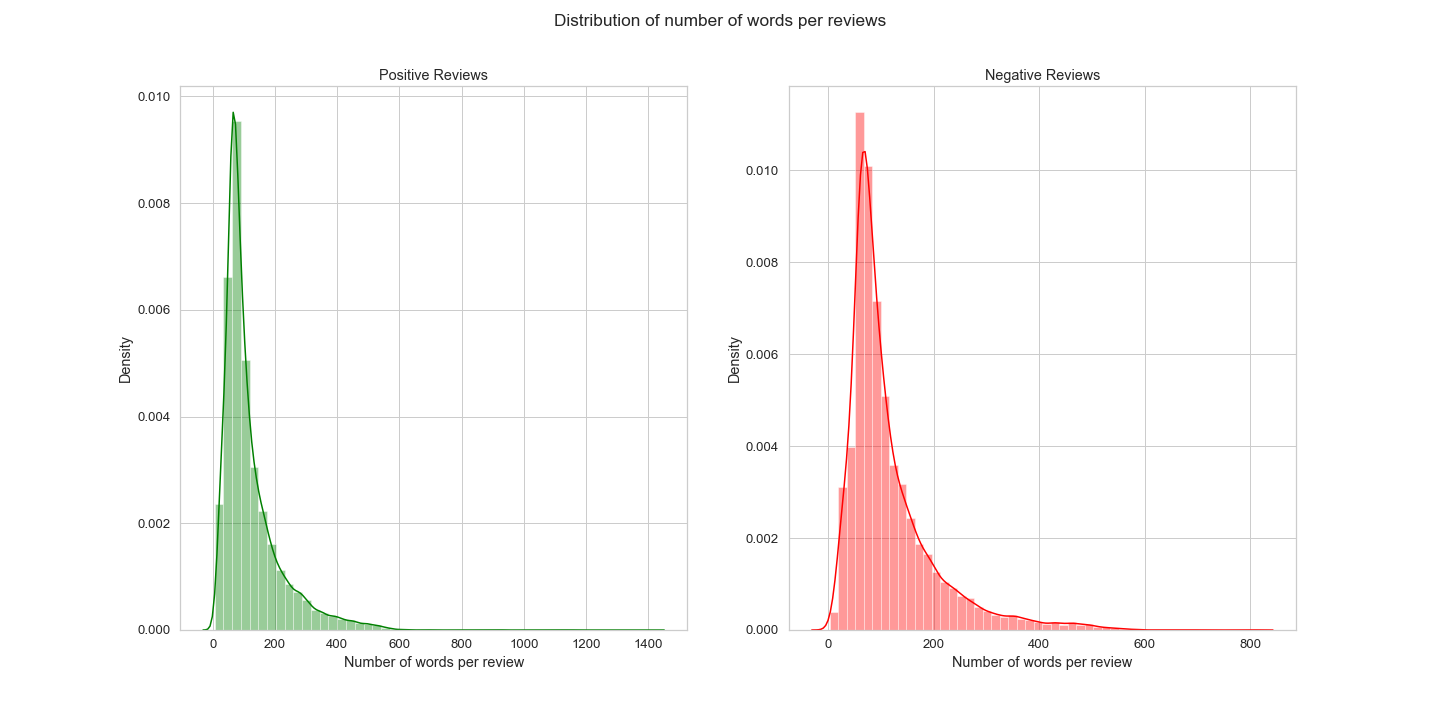 Distribution of number of words per reviews
Positive Reviews
0.010
0.008
0.006
0.004
0.002
0.000
Density
0 200 400 600 800 1000 1200 1400
Number of words per review
Negative Reviews
0.010
0.008
0.006
0.004
0.002
0.000
Density
0 200 400 600 800
Number of words per review